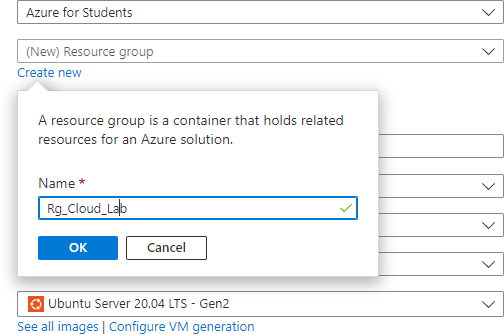 Azure for Students
(New) Resource group
Create new
A resource group is a container that holds related
resources for an Azure solution.
Name *
Rg_Cloud_Lab
OK
Cancel
Ubuntu Server 20.04 LTS - Gen2
See all images | Configure VM generation